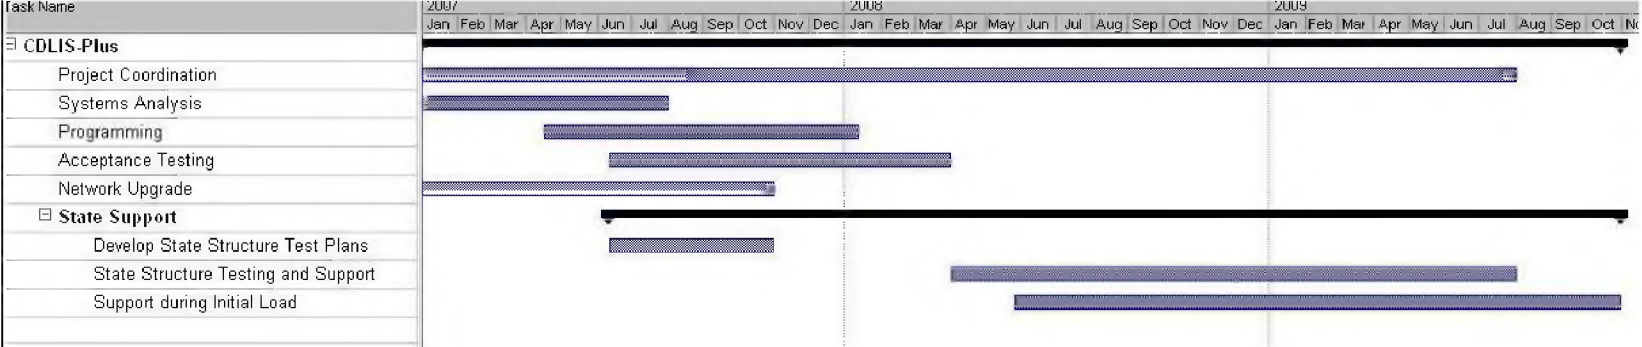 Task Name 2007 2008 2009
Jan Feb Mar Apr May Jun Jul Aug Sep Oct Nov Dec Jan Feb Mar Apr May Jun Jul Aug Sep Oct Nov Dec Jan Feb Mar Apr May Jun Jul Aug Sep Oct
CDLIS-Plus
Project Coordination
Systems Analysis
Programming
Acceptance Testing
Network Upgrade
State Support
Develop State Structure Test Plans
State Structure Testing and Support
Support during Initial Load